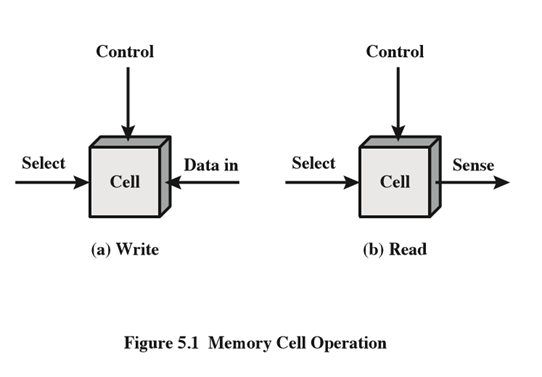 Control
Control
Select
Data in
Select
Sense
Cell
Cell
(a) Write
(b) Read
Figure 5.1 Memory Cell Operation